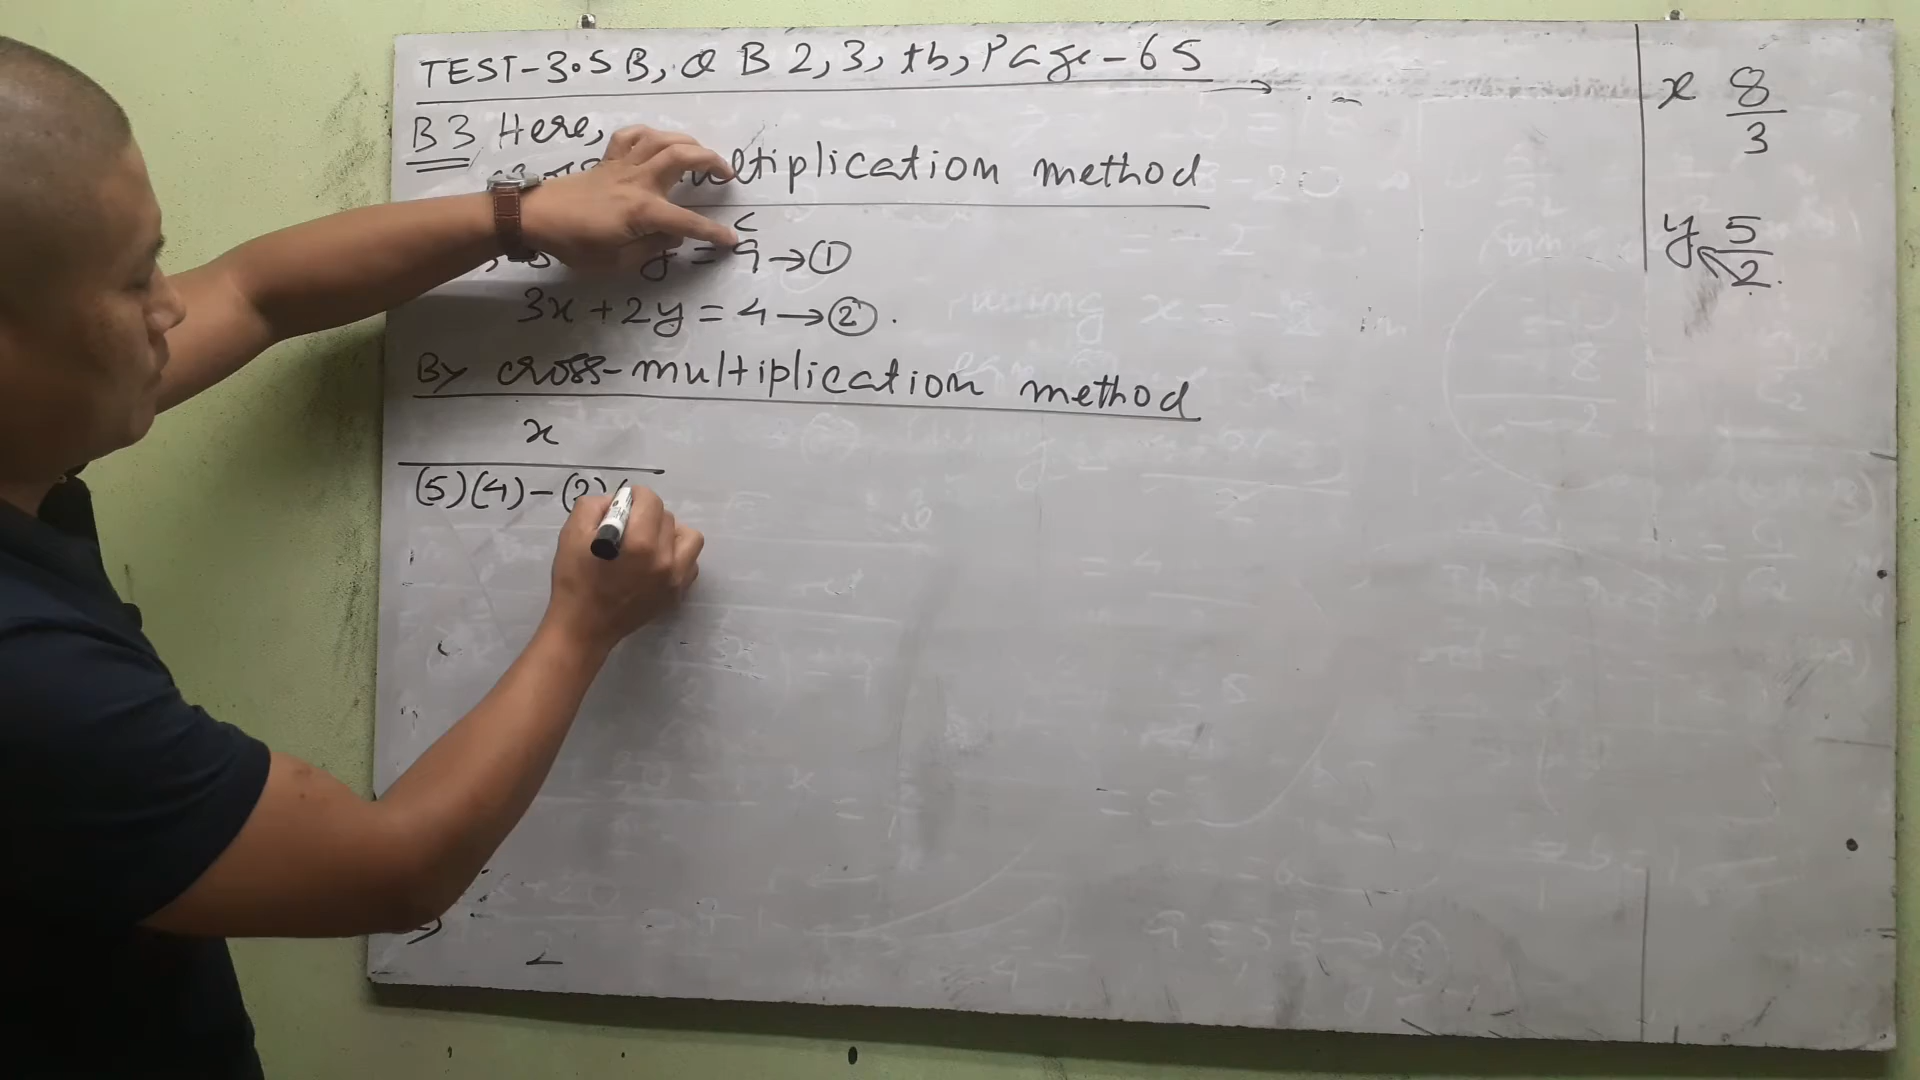 TEST-3.5B, Q B 2, 3, tb, Page-65
B3 Here,
multiplication method
c
y = 9 → ①
3x + 2y = 4 → ② .
By cross-multiplication method
x
(5)(4) - (2)(
x 8
3
y 5
2